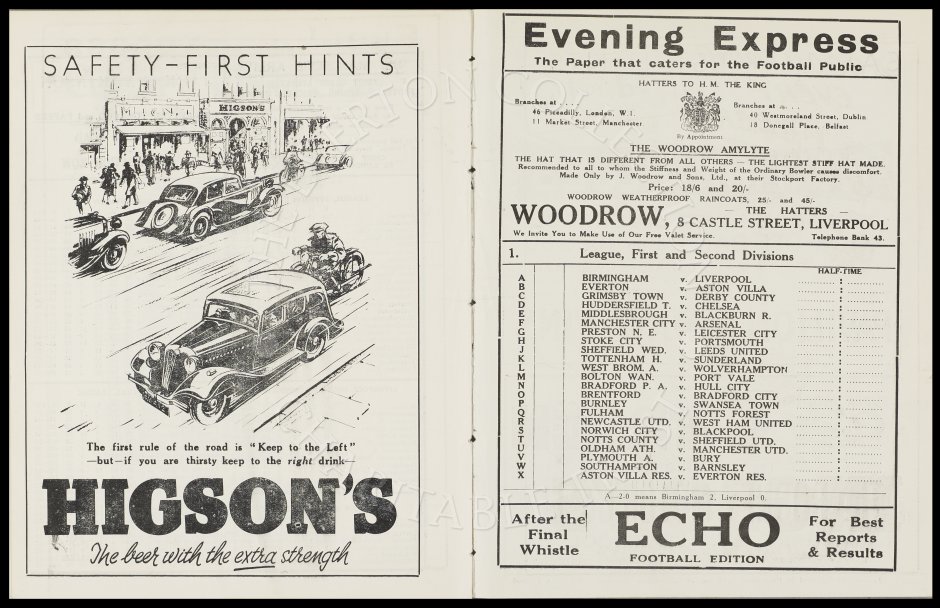 SAFETY-FIRST HINTS
HIGSON'S
The first rule of the road is "Keep to the Left"
—but—if you are thirsty keep to the right drink—
HIGSON'S
The beer with the extra strength
Evening Express
The Paper that caters for the Football Public
HATTERS TO H. M. THE KING
Branches at . . . .
46 Piccadilly, London, W.1.
11 Market Street, Manchester.
By Appointment
Branches at . . . .
40 Westmoreland Street, Dublin
18 Donegall Place, Belfast
THE WOODROW AMYLYTE
THE HAT THAT IS DIFFERENT FROM ALL OTHERS — THE LIGHTEST STIFF HAT MADE.
Recommended to all to whom the Stiffness and Weight of the Ordinary Bowler causes discomfort.
Made Only by J. Woodrow and Sons, Ltd., at their Stockport Factory.
Price: 18/6 and 20/-
WOODROW WEATHERPROOF RAINCOATS, 25/- and 45/-
WOODROW, — THE HATTERS —
8 CASTLE STREET, LIVERPOOL
We Invite You to Make Use of Our Free Valet Service. Telephone Bank 43.
1. League, First and Second Divisions
HALF-TIME
A BIRMINGHAM v. LIVERPOOL
B EVERTON v. ASTON VILLA
C GRIMSBY TOWN v. DERBY COUNTY
D HUDDERSFIELD T. v. CHELSEA
E MIDDLESBROUGH v. BLACKBURN R.
F MANCHESTER CITY v. ARSENAL
G PRESTON N. E. v. LEICESTER CITY
H STOKE CITY v. PORTSMOUTH
J SHEFFIELD WED. v. LEEDS UNITED
K TOTTENHAM H. v. SUNDERLAND
L WEST BROM. A. v. WOLVERHAMPTON
M BOLTON WAN. v. PORT VALE
N BRADFORD P. A. v. HULL CITY
O BRENTFORD v. BRADFORD CITY
P BURNLEY v. SWANSEA TOWN
Q FULHAM v. NOTTS FOREST
R NEWCASTLE UTD. v. WEST HAM UNITED
S NORWICH CITY v. BLACKPOOL
T NOTTS COUNTY v. SHEFFIELD UTD.
U OLDHAM ATH. v. MANCHESTER UTD.
V PLYMOUTH A. v. BURY
W SOUTHAMPTON v. BARNSLEY
X ASTON VILLA RES. v. EVERTON RES.
A—2-0 means Birmingham 2, Liverpool 0.
After the Final Whistle
ECHO
FOOTBALL EDITION
For Best Reports & Results